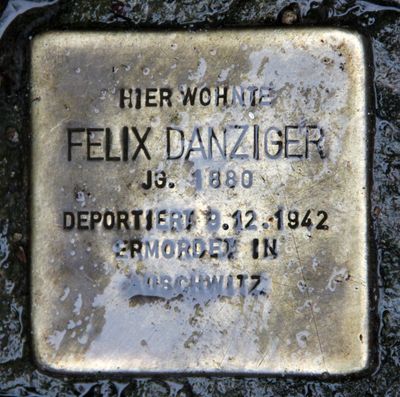 HIER WOHNTE
FELIX DANZIGER
JG. 1880
DEPORTIERT 9.12.1942
ERMORDET IN
AUSCHWITZ